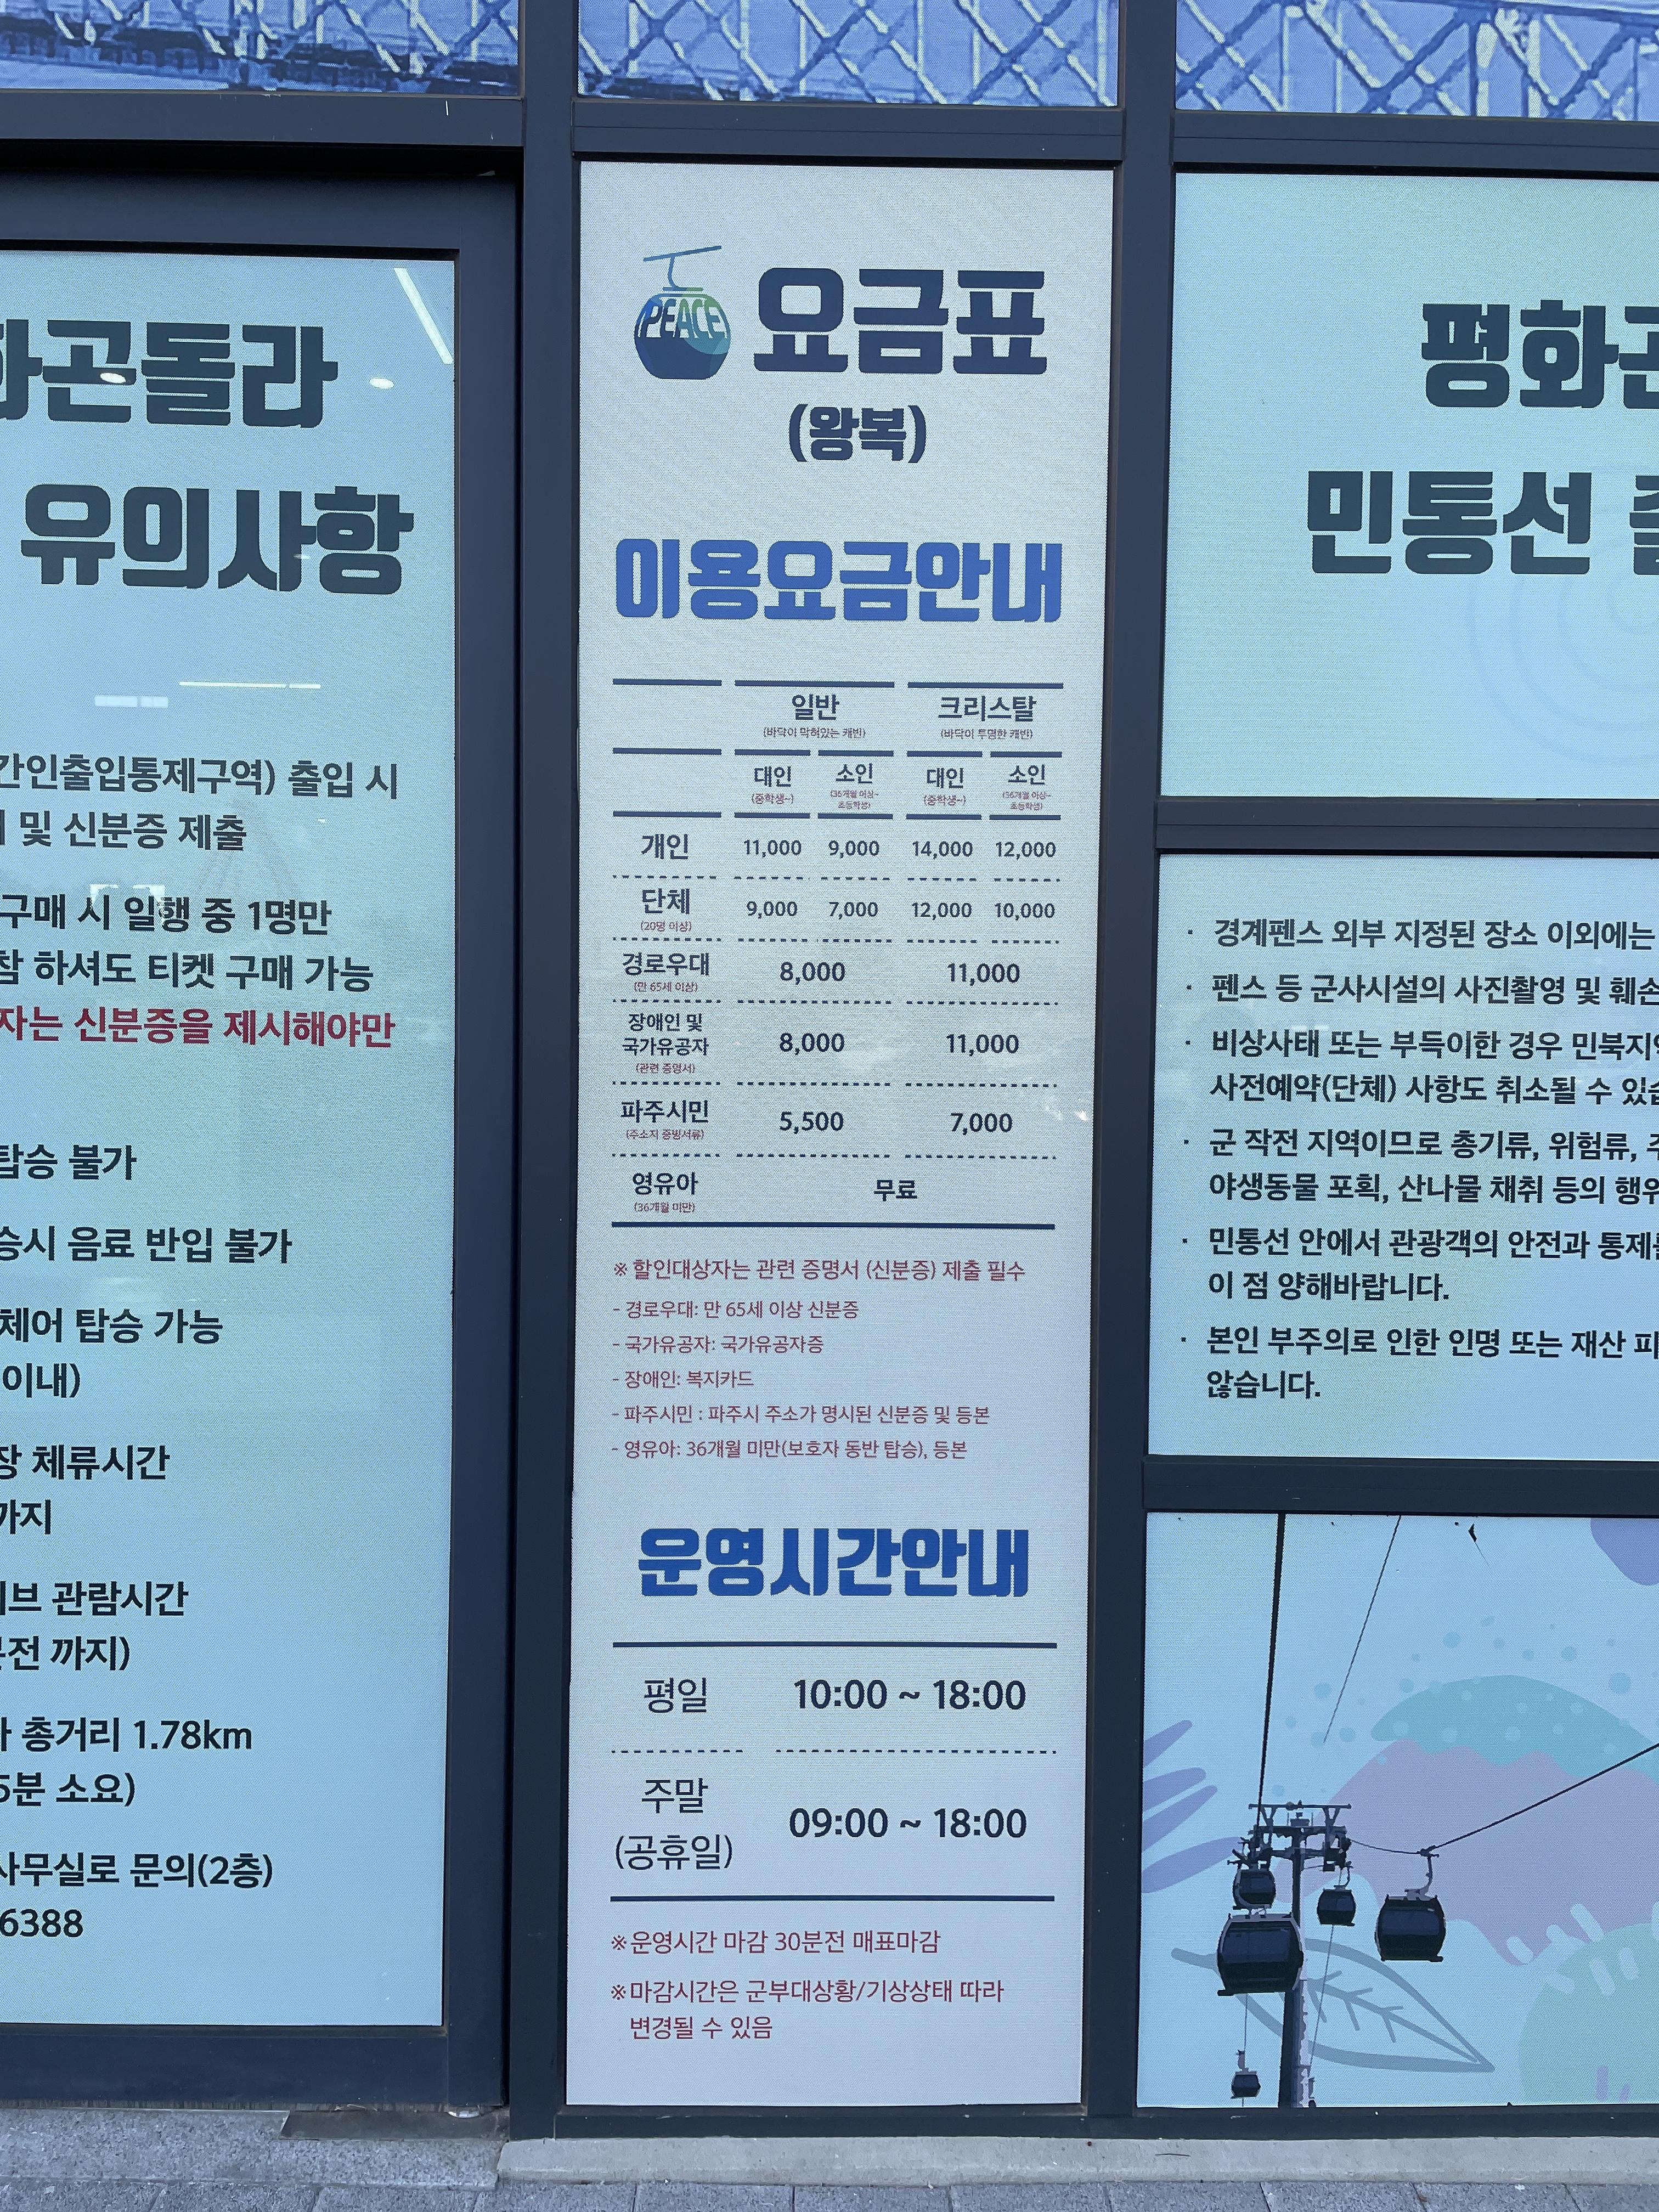 화곤돌라
유의사항
간인출입통제구역) 출입 시
및 신분증 제출
구매 시 일행 중 1명만
참 하셔도 티켓 구매 가능
자는 신분증을 제시해야만
탑승 불가
승시 음료 반입 불가
체어 탑승 가능
이내)
장 체류시간
까지
브 관람시간
분전 까지)
총거리 1.78km
5분 소요)
사무실로 문의(2층)
6388
PEACE
요금표
(왕복)
이용요금안내
일반 크리스탈
(바닥이 막혀있는 캐빈) (바닥이 투명한 캐빈)
대인 소인 대인 소인
(중학생~) (36개월 이상~ 초등학생) (중학생~) (36개월 이상~ 초등학생)
개인 11,000 9,000 14,000 12,000
단체 9,000 7,000 12,000 10,000
(20명 이상)
경로우대 8,000 11,000
(만 65세 이상)
장애인 및
국가유공자 8,000 11,000
(관련 증명서)
파주시민 5,500 7,000
(주소지 증빙서류)
영유아 무료
(36개월 미만)
※ 할인대상자는 관련 증명서 (신분증) 제출 필수
- 경로우대: 만 65세 이상 신분증
- 국가유공자: 국가유공자증
- 장애인: 복지카드
- 파주시민 : 파주시 주소가 명시된 신분증 및 등본
- 영유아: 36개월 미만(보호자 동반 탑승), 등본
운영시간안내
평일 10:00 ~ 18:00
주말
(공휴일) 09:00 ~ 18:00
※운영시간 마감 30분전 매표마감
※마감시간은 군부대상황/기상상태 따라
변경될 수 있음
평화곤
민통선
· 경계펜스 외부 지정된 장소 이외에는
· 펜스 등 군사시설의 사진촬영 및 훼손
· 비상사태 또는 부득이한 경우 민북지역
사전예약(단체) 사항도 취소될 수 있습
· 군 작전 지역이므로 총기류, 위험류,
야생동물 포획, 산나물 채취 등의 행위
· 민통선 안에서 관광객의 안전과 통제를
이 점 양해바랍니다.
· 본인 부주의로 인한 인명 또는 재산 피
않습니다.